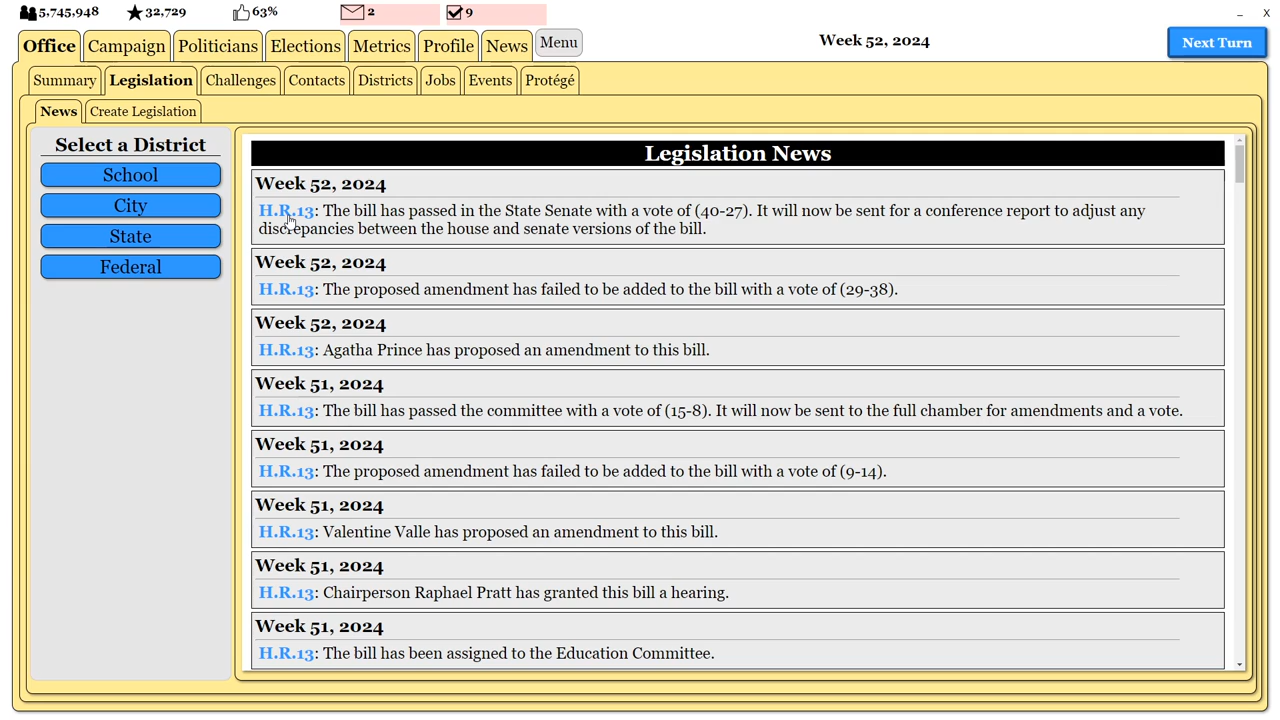 5,745,948 32,729 63% 2 9
_ X
Office Campaign Politicians Elections Metrics Profile News Menu Week 52, 2024 Next Turn
Summary Legislation Challenges Contacts Districts Jobs Events Protégé
News Create Legislation
Select a District
School
City
State
Federal
Legislation News
Week 52, 2024
H.R.13: The bill has passed in the State Senate with a vote of (40-27). It will now be sent for a conference report to adjust any
discrepancies between the house and senate versions of the bill.
Week 52, 2024
H.R.13: The proposed amendment has failed to be added to the bill with a vote of (29-38).
Week 52, 2024
H.R.13: Agatha Prince has proposed an amendment to this bill.
Week 51, 2024
H.R.13: The bill has passed the committee with a vote of (15-8). It will now be sent to the full chamber for amendments and a vote.
Week 51, 2024
H.R.13: The proposed amendment has failed to be added to the bill with a vote of (9-14).
Week 51, 2024
H.R.13: Valentine Valle has proposed an amendment to this bill.
Week 51, 2024
H.R.13: Chairperson Raphael Pratt has granted this bill a hearing.
Week 51, 2024
H.R.13: The bill has been assigned to the Education Committee.